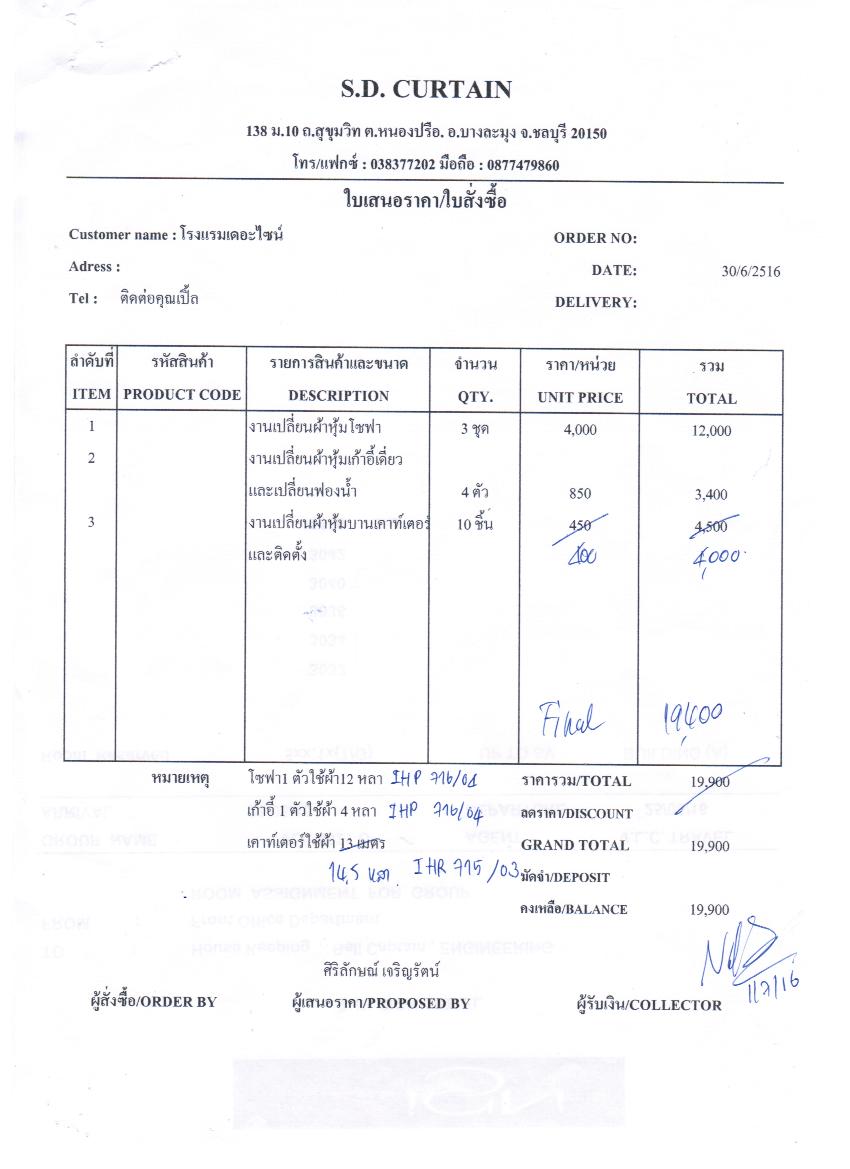 S.D. CURTAIN
138 ม.10 ถ.สุขุมวิท ต.หนองปรือ. อ.บางละมุง จ.ชลบุรี 20150
โทร/แฟกซ์ : 038377202 มือถือ : 0877479860
ใบเสนอราคา/ใบสั่งซื้อ
Customer name : โรงแรมเดอะไซน์ ORDER NO:
Adress : DATE: 30/6/2516
Tel : ติดต่อคุณเปิ้ล DELIVERY:
ลำดับที่ รหัสสินค้า รายการสินค้าและขนาด จำนวน ราคา/หน่วย รวม
ITEM PRODUCT CODE DESCRIPTION QTY. UNIT PRICE TOTAL
1 งานเปลี่ยนผ้าหุ้มโซฟา 3 ชุด 4,000 12,000
2 งานเปลี่ยนผ้าหุ้มเก้าอี้เดี่ยว
และเปลี่ยนฟองน้ำ 4 ตัว 850 3,400
3 งานเปลี่ยนผ้าหุ้มบานเคาท์เตอร์ 10 ชิ้น 450 4,500
และติดตั้ง 400 4,000
Final 19,400
หมายเหตุ โซฟา1 ตัวใช้ผ้า12 หลา IHP 716/01 ราคารวม/TOTAL 19,900
เก้าอี้ 1 ตัวใช้ผ้า 4 หลา IHP 716/04 ลดราคา/DISCOUNT
เคาท์เตอร์ใช้ผ้า 13 เมตร GRAND TOTAL 19,900
14.5 หลา IHR 715/03 มัดจำ/DEPOSIT
คงเหลือ/BALANCE 19,900
ศิริลักษณ์ เจริญรัตน์
1/7/16
ผู้สั่งซื้อ/ORDER BY ผู้เสนอราคา/PROPOSED BY ผู้รับเงิน/COLLECTOR